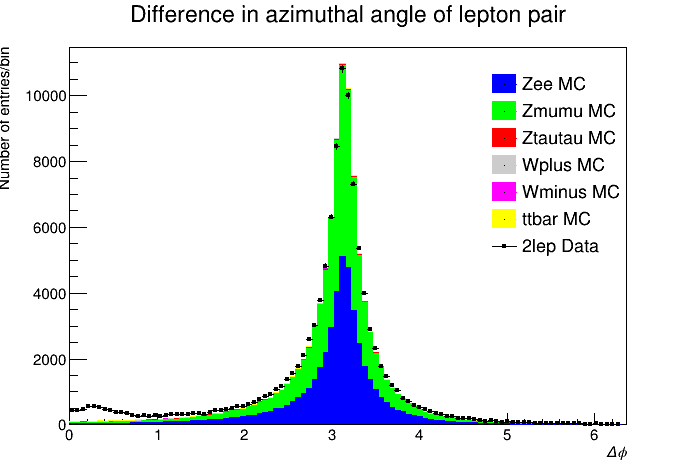 Difference in azimuthal angle of lepton pair
Number of entries/bin
10000
8000
6000
4000
2000
0
0 1 2 3 4 5 6
Δϕ
Zee MC
Zmumu MC
Ztautau MC
Wplus MC
Wminus MC
ttbar MC
2lep Data